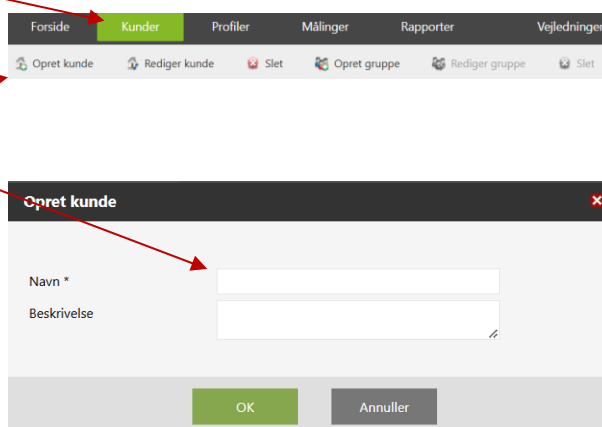 Forside Kunder Profiler Målinger Rapporter Vejledninger
Opret kunde Rediger kunde Slet Opret gruppe Rediger gruppe Slet
Opret kunde
Navn *
Beskrivelse
OK Annuller